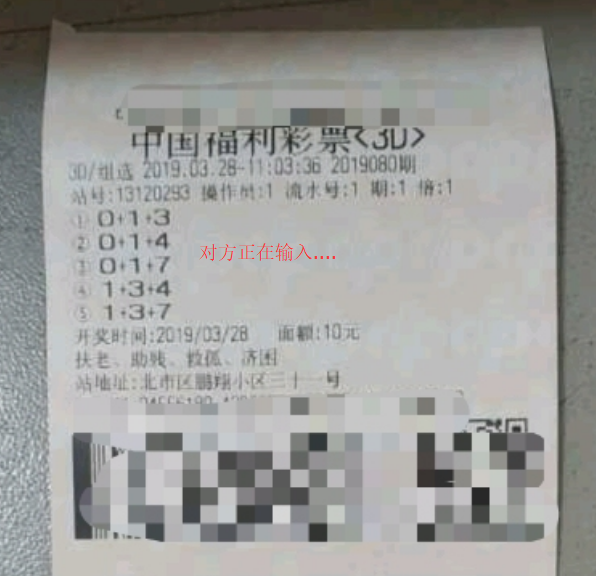 中国福利彩票<3D>
3D/组选 2019.03.28-11:03:36 2019080期
站号:13120293 操作员:1 流水号:1 期:1 倍:1
① 0+1+3
② 0+1+4
③ 0+1+7
④ 1+3+4
⑤ 1+3+7
对方正在输入....
开奖时间:2019/03/28 面额:10元
扶老、助残、救孤、济困
站地址:北市区鹏翔小区三十一号